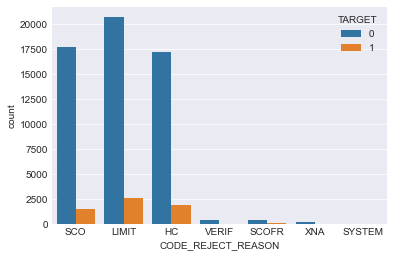 TARGET
0
1
20000
17500
15000
12500
10000
7500
5000
2500
0
count
SCO LIMIT HC VERIF SCOFR XNA SYSTEM
CODE_REJECT_REASON